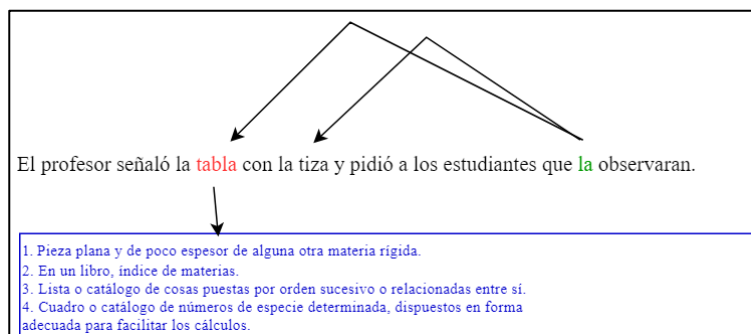 El profesor señaló la tabla con la tiza y pidió a los estudiantes que la observaran.
1. Pieza plana y de poco espesor de alguna otra materia rígida.
2. En un libro, índice de materias.
3. Lista o catálogo de cosas puestas por orden sucesivo o relacionadas entre sí.
4. Cuadro o catálogo de números de especie determinada, dispuestos en forma
adecuada para facilitar los cálculos.